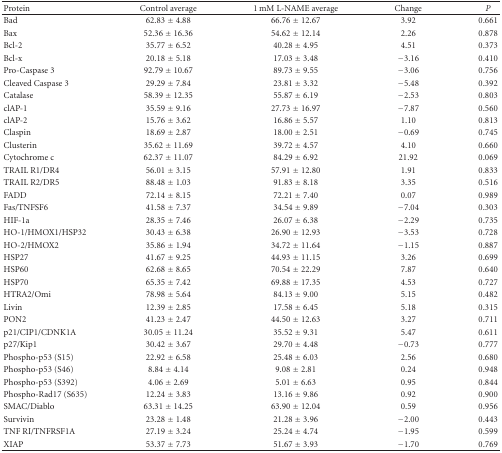 Protein Control average 1 mM L-NAME average Change P
Bad 62.83 ± 4.88 66.76 ± 12.67 3.92 0.661
Bax 52.36 ± 16.36 54.62 ± 12.14 2.26 0.878
Bcl-2 35.77 ± 6.52 40.28 ± 4.95 4.51 0.373
Bcl-x 20.18 ± 5.18 17.03 ± 3.48 −3.16 0.410
Pro-Caspase 3 92.79 ± 10.67 89.73 ± 9.55 −3.06 0.756
Cleaved Caspase 3 29.29 ± 7.84 23.81 ± 3.32 −5.48 0.392
Catalase 58.39 ± 12.35 55.87 ± 6.19 −2.53 0.803
cIAP-1 35.59 ± 9.16 27.73 ± 16.97 −7.87 0.560
cIAP-2 15.76 ± 3.62 16.86 ± 5.57 1.10 0.813
Claspin 18.69 ± 2.87 18.00 ± 2.51 −0.69 0.745
Clusterin 35.62 ± 11.69 39.72 ± 4.57 4.10 0.660
Cytochrome c 62.37 ± 11.07 84.29 ± 6.92 21.92 0.069
TRAIL R1/DR4 56.01 ± 3.15 57.91 ± 12.80 1.91 0.833
TRAIL R2/DR5 88.48 ± 1.03 91.83 ± 8.18 3.35 0.516
FADD 72.14 ± 8.15 72.21 ± 7.40 0.07 0.989
Fas/TNFSF6 41.58 ± 7.37 34.54 ± 9.89 −7.04 0.303
HIF-1a 28.35 ± 7.46 26.07 ± 6.38 −2.29 0.735
HO-1/HMOX1/HSP32 30.43 ± 6.38 26.90 ± 12.93 −3.53 0.728
HO-2/HMOX2 35.86 ± 1.94 34.72 ± 11.64 −1.15 0.887
HSP27 41.67 ± 9.25 44.93 ± 11.15 3.26 0.699
HSP60 62.68 ± 8.65 70.54 ± 22.29 7.87 0.640
HSP70 65.35 ± 7.42 69.88 ± 17.35 4.53 0.727
HTRA2/Omi 78.98 ± 5.64 84.13 ± 9.00 5.15 0.482
Livin 12.39 ± 2.85 17.58 ± 6.45 5.18 0.315
PON2 41.23 ± 2.47 44.50 ± 12.63 3.27 0.711
p21/CIP1/CDNK1A 30.05 ± 11.24 35.52 ± 9.31 5.47 0.611
p27/Kip1 30.42 ± 3.67 29.70 ± 4.48 −0.73 0.777
Phospho-p53 (S15) 22.92 ± 6.58 25.48 ± 6.03 2.56 0.680
Phospho-p53 (S46) 8.84 ± 4.14 9.08 ± 2.81 0.24 0.948
Phospho-p53 (S392) 4.06 ± 2.69 5.01 ± 6.63 0.95 0.844
Phospho-Rad17 (S635) 12.24 ± 3.83 13.16 ± 9.86 0.92 0.900
SMAC/Diablo 63.31 ± 14.25 63.90 ± 12.04 0.59 0.956
Survivin 23.28 ± 1.48 21.28 ± 3.96 −2.00 0.443
TNF RI/TNFRSF1A 27.19 ± 3.24 25.24 ± 4.74 −1.95 0.599
XIAP 53.37 ± 7.73 51.67 ± 3.93 −1.70 0.769